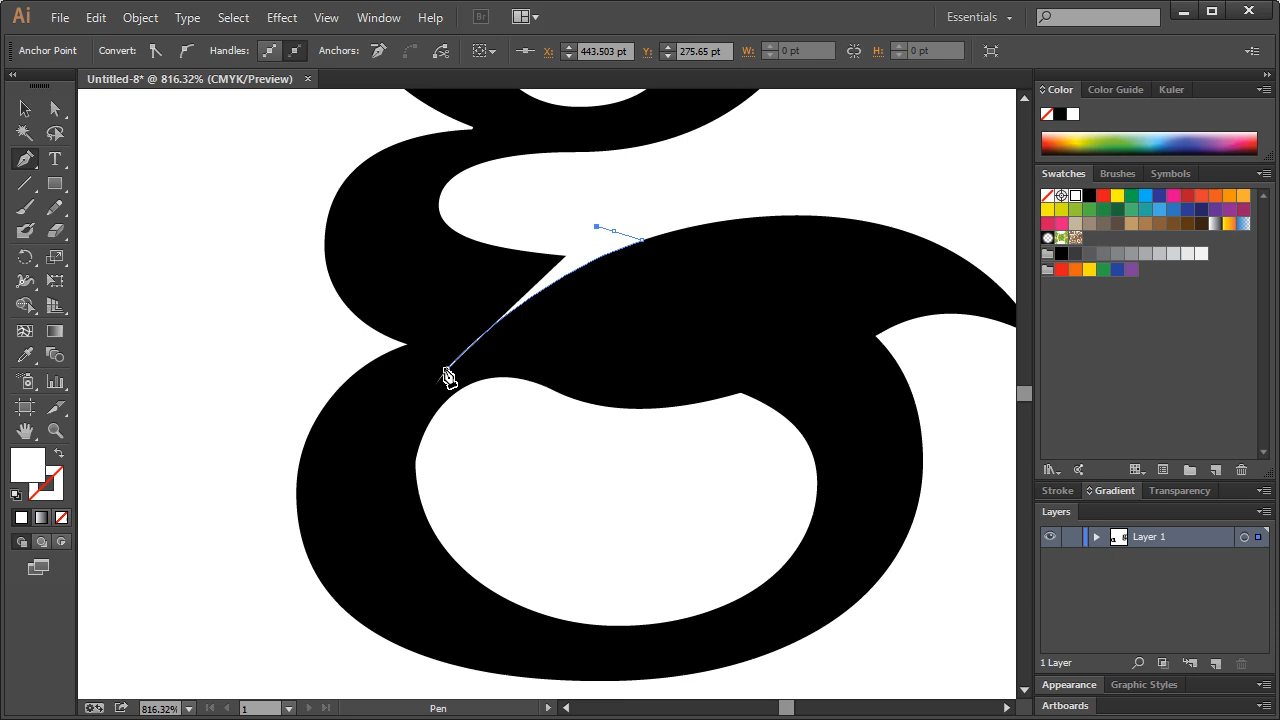 Ai File Edit Object Type Select Effect View Window Help Br Essentials
Anchor Point Convert: Handles: Anchors: X: 443.503 pt Y: 275.65 pt W: 0 pt H: 0 pt
Untitled-8* @ 816.32% (CMYK/Preview)
Color Color Guide Kuler
Swatches Brushes Symbols
Stroke Gradient Transparency
Layers
Layer 1
1 Layer
Appearance Graphic Styles
Artboards
816.32% 1 Pen